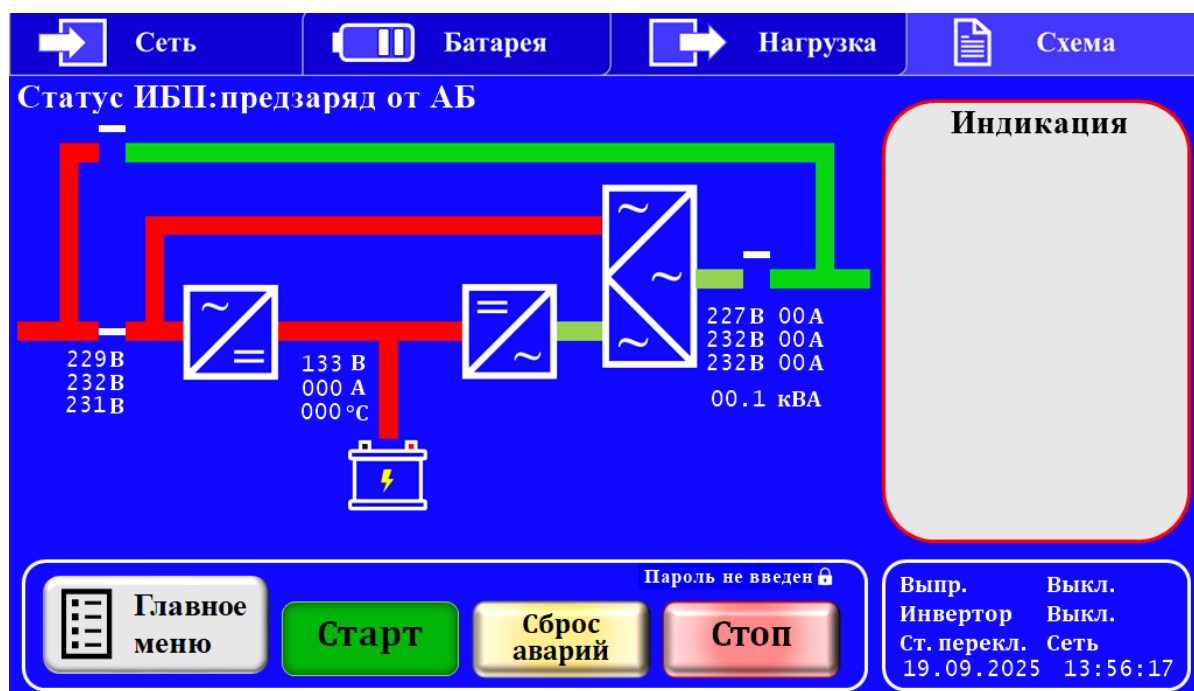 Сеть Батарея Нагрузка Схема
Статус ИБП:предзаряд от АБ
Индикация
229В
232В
231В
133 В
000 А
000°С
227В 00А
232В 00А
232В 00А
00.1 кВА
Пароль не введен
Главное
меню
Старт
Сброс
аварий
Стоп
Выпр. Выкл.
Инвертор Выкл.
Ст. перекл. Сеть
19.09.2025 13:56:17